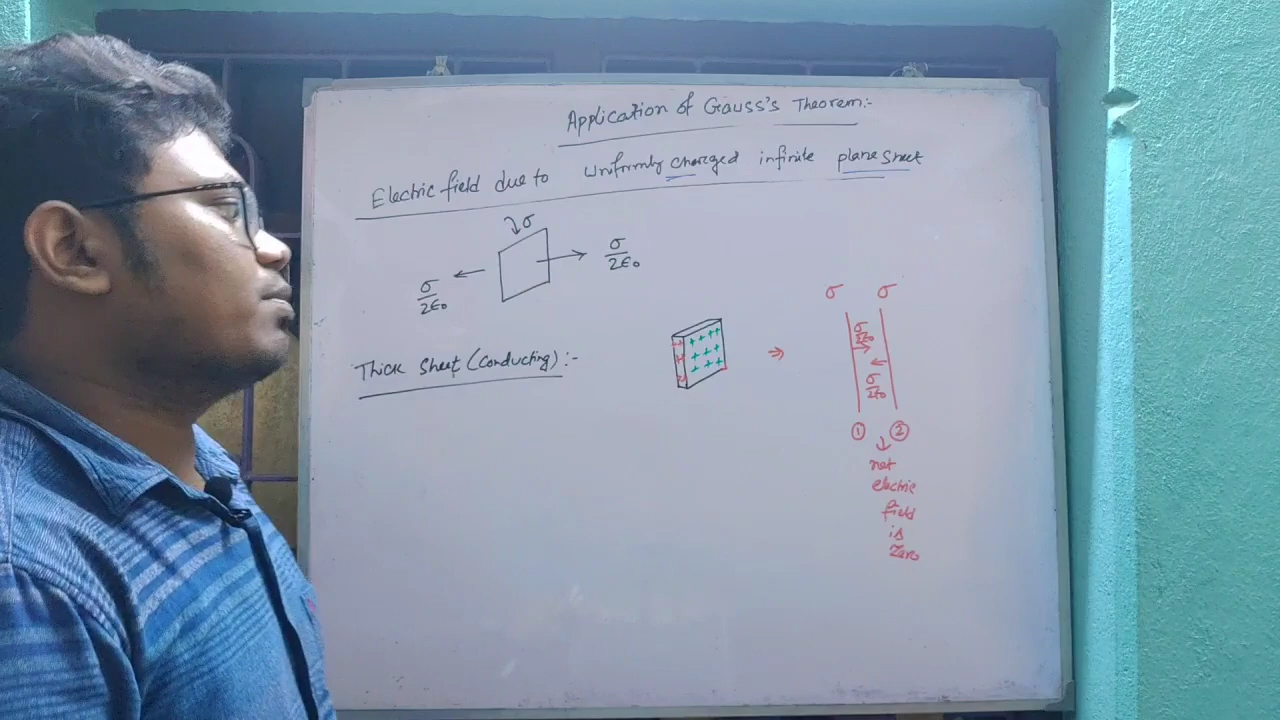 Application of Gauss's Theorem:-
Electric field due to uniformly charged infinite plane sheet
σ
σ/2ε₀
σ/2ε₀
Thick Sheet (Conducting) :-
+ + + +
+ + +
+ + +
⇒
σ σ
σ/2ε₀
σ/2ε₀
① ②
net
electric
field
is
Zero